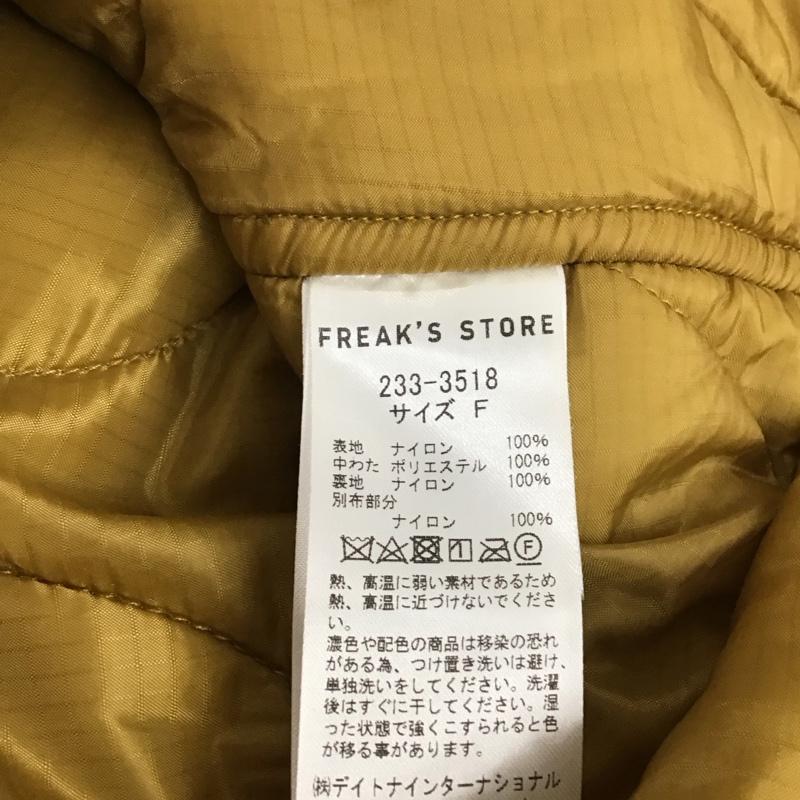 FREAK'S STORE
233-3518
サイズ F
表地 ナイロン 100%
中わた ポリエステル 100%
裏地 ナイロン 100%
別布部分
ナイロン 100%
熱、高温に弱い素材であるため
熱、高温に近づけないでくださ
い。
濃色や配色の商品は移染の恐れ
がある為、つけ置き洗いは避け、
単独洗いをしてください。洗濯
後はすぐに干してください。湿
った状態で強くこすられると色
が移る事があります。
㈱デイトナインターナショナル